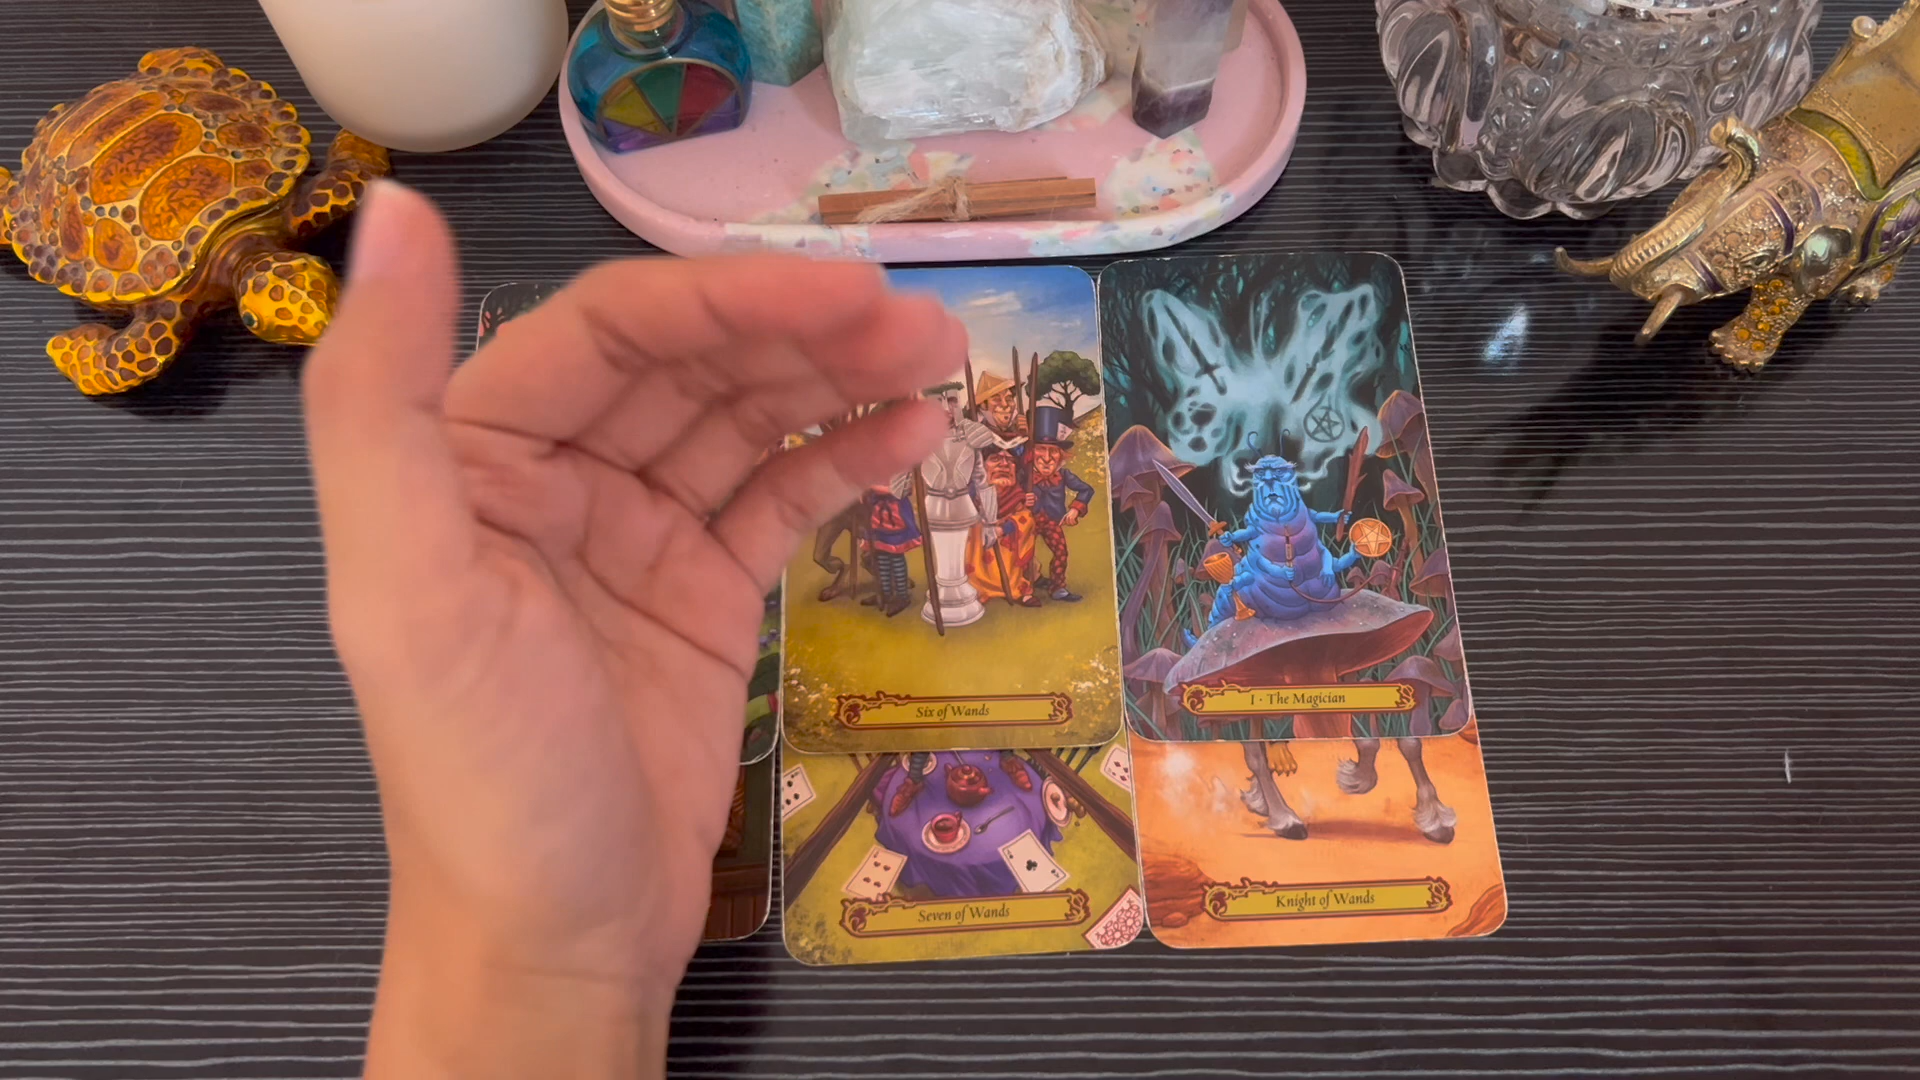 Six of Wands
I · The Magician
Seven of Wands
Knight of Wands